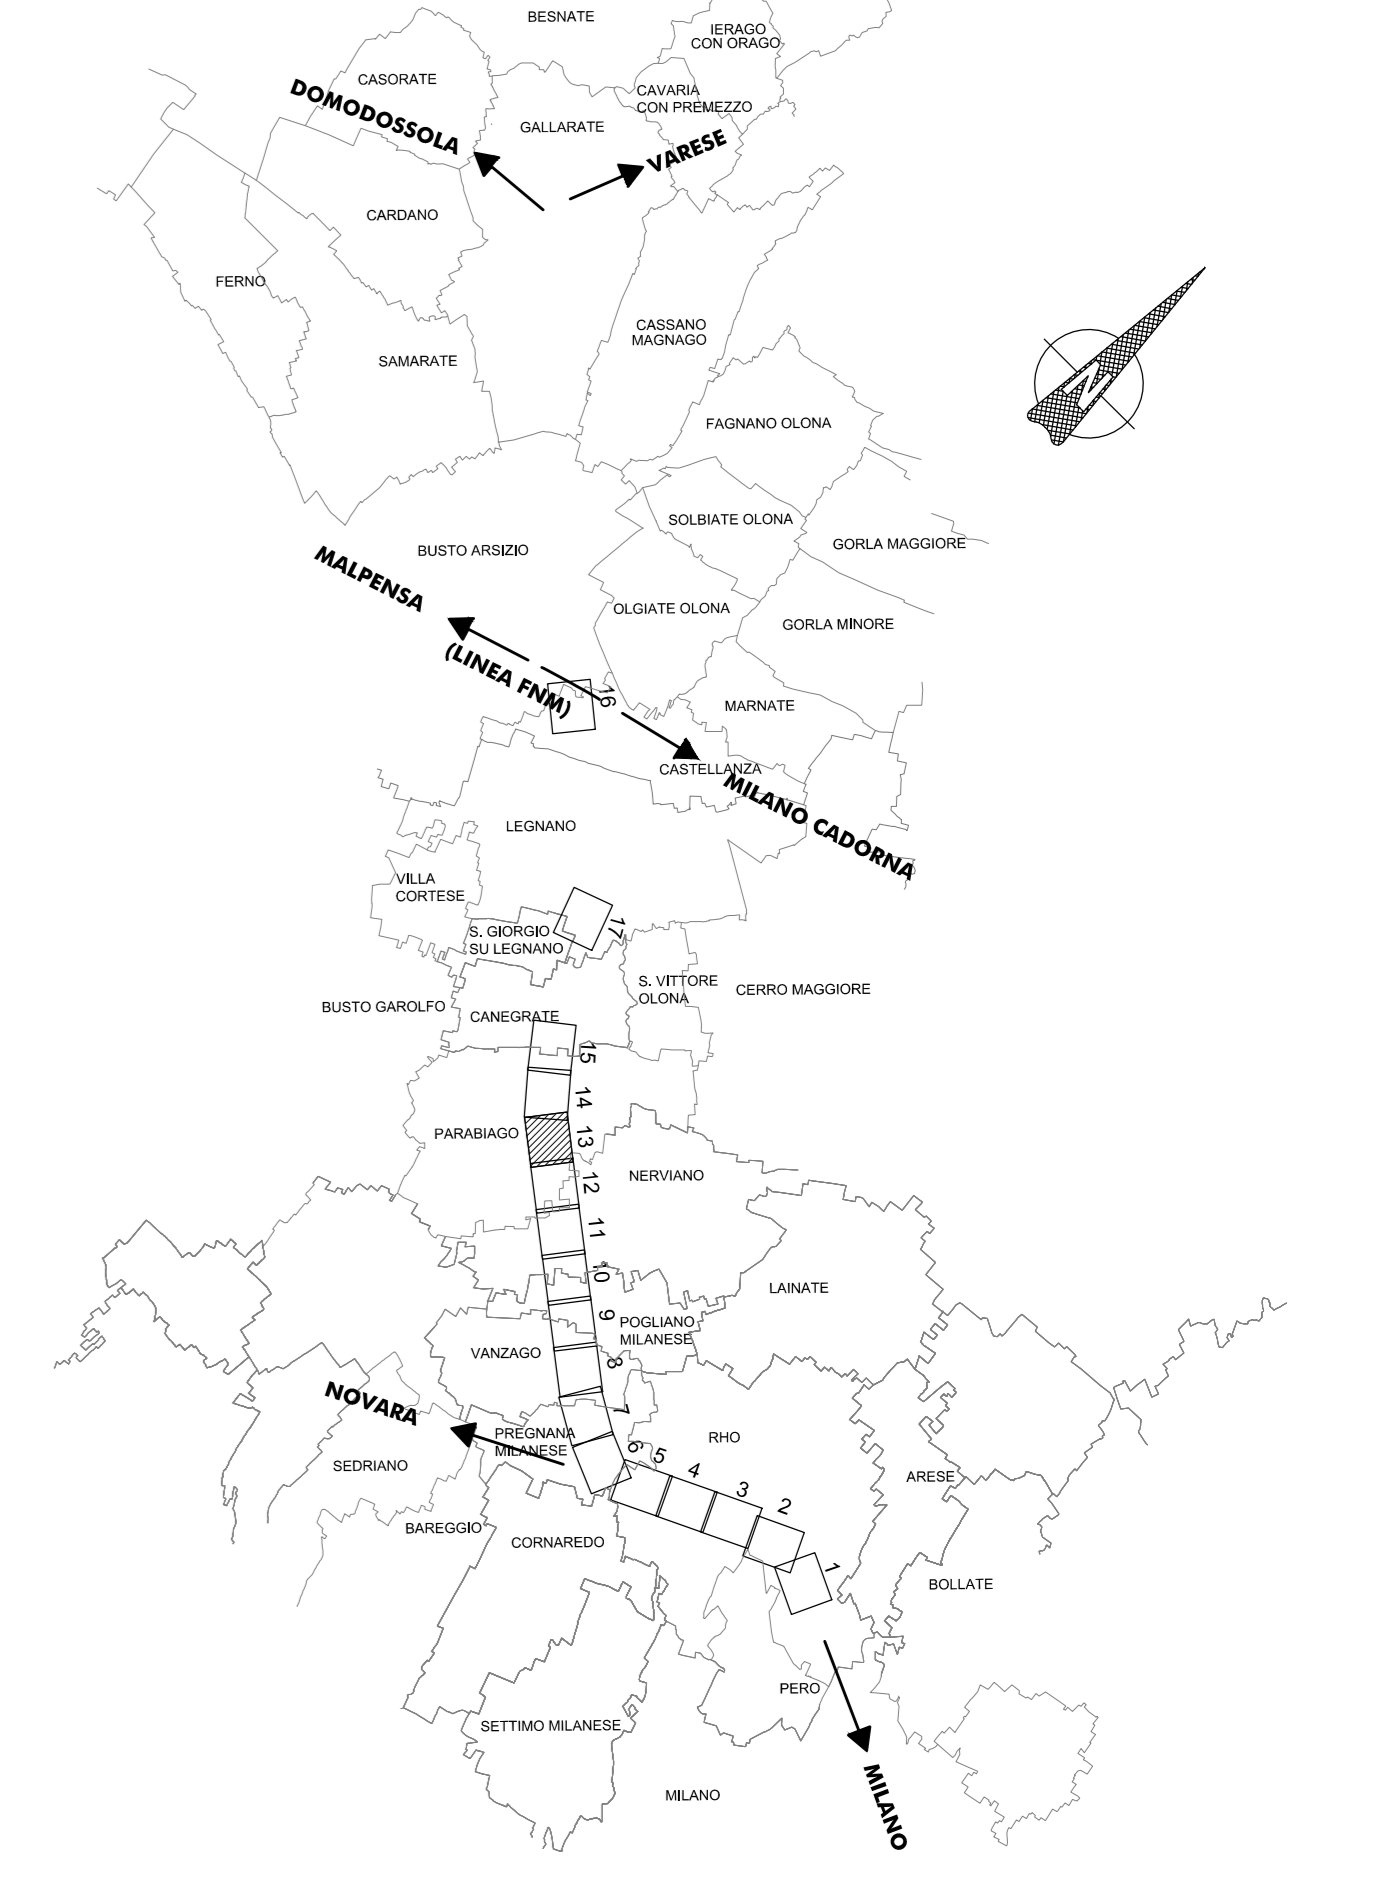 BESNATE
IERAGO
CON ORAGO
CASORATE
CAVARIA
CON PREMEZZO
DOMODOSSOLA
GALLARATE
VARESE
CARDANO
FERNO
CASSANO
MAGNAGO
SAMARATE
N
FAGNANO OLONA
SOLBIATE OLONA
GORLA MAGGIORE
BUSTO ARSIZIO
MALPENSA
OLGIATE OLONA
GORLA MINORE
(LINEA FNM)
16
MARNATE
CASTELLANZA
MILANO CADORNA
LEGNANO
VILLA
CORTESE
17
S. GIORGIO
SU LEGNANO
S. VITTORE
OLONA
CERRO MAGGIORE
BUSTO GAROLFO
CANEGRATE
15
14
13
PARABIAGO
NERVIANO
12
11
10
LAINATE
9
POGLIANO
MILANESE
VANZAGO
8
NOVARA
7
PREGNANA
MILANESE
RHO
6
5
4
3
2
1
SEDRIANO
ARESE
BAREGGIO
CORNAREDO
BOLLATE
PERO
SETTIMO MILANESE
MILANO
MILANO